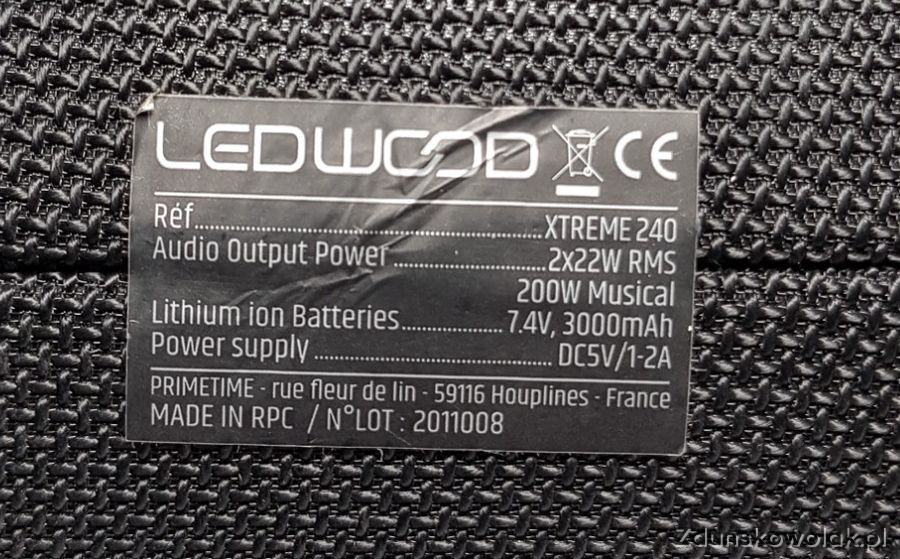 LEDWOOD CE
Réf..........XTREME 240
Audio Output Power..........2x22W RMS
200W Musical
Lithium ion Batteries..........7.4V, 3000mAh
Power supply..........DC5V/1-2A
PRIMETIME - rue fleur de lin - 59116 Houplines - France
MADE IN RPC / N°LOT : 2011008
Zdunskowolak.pl